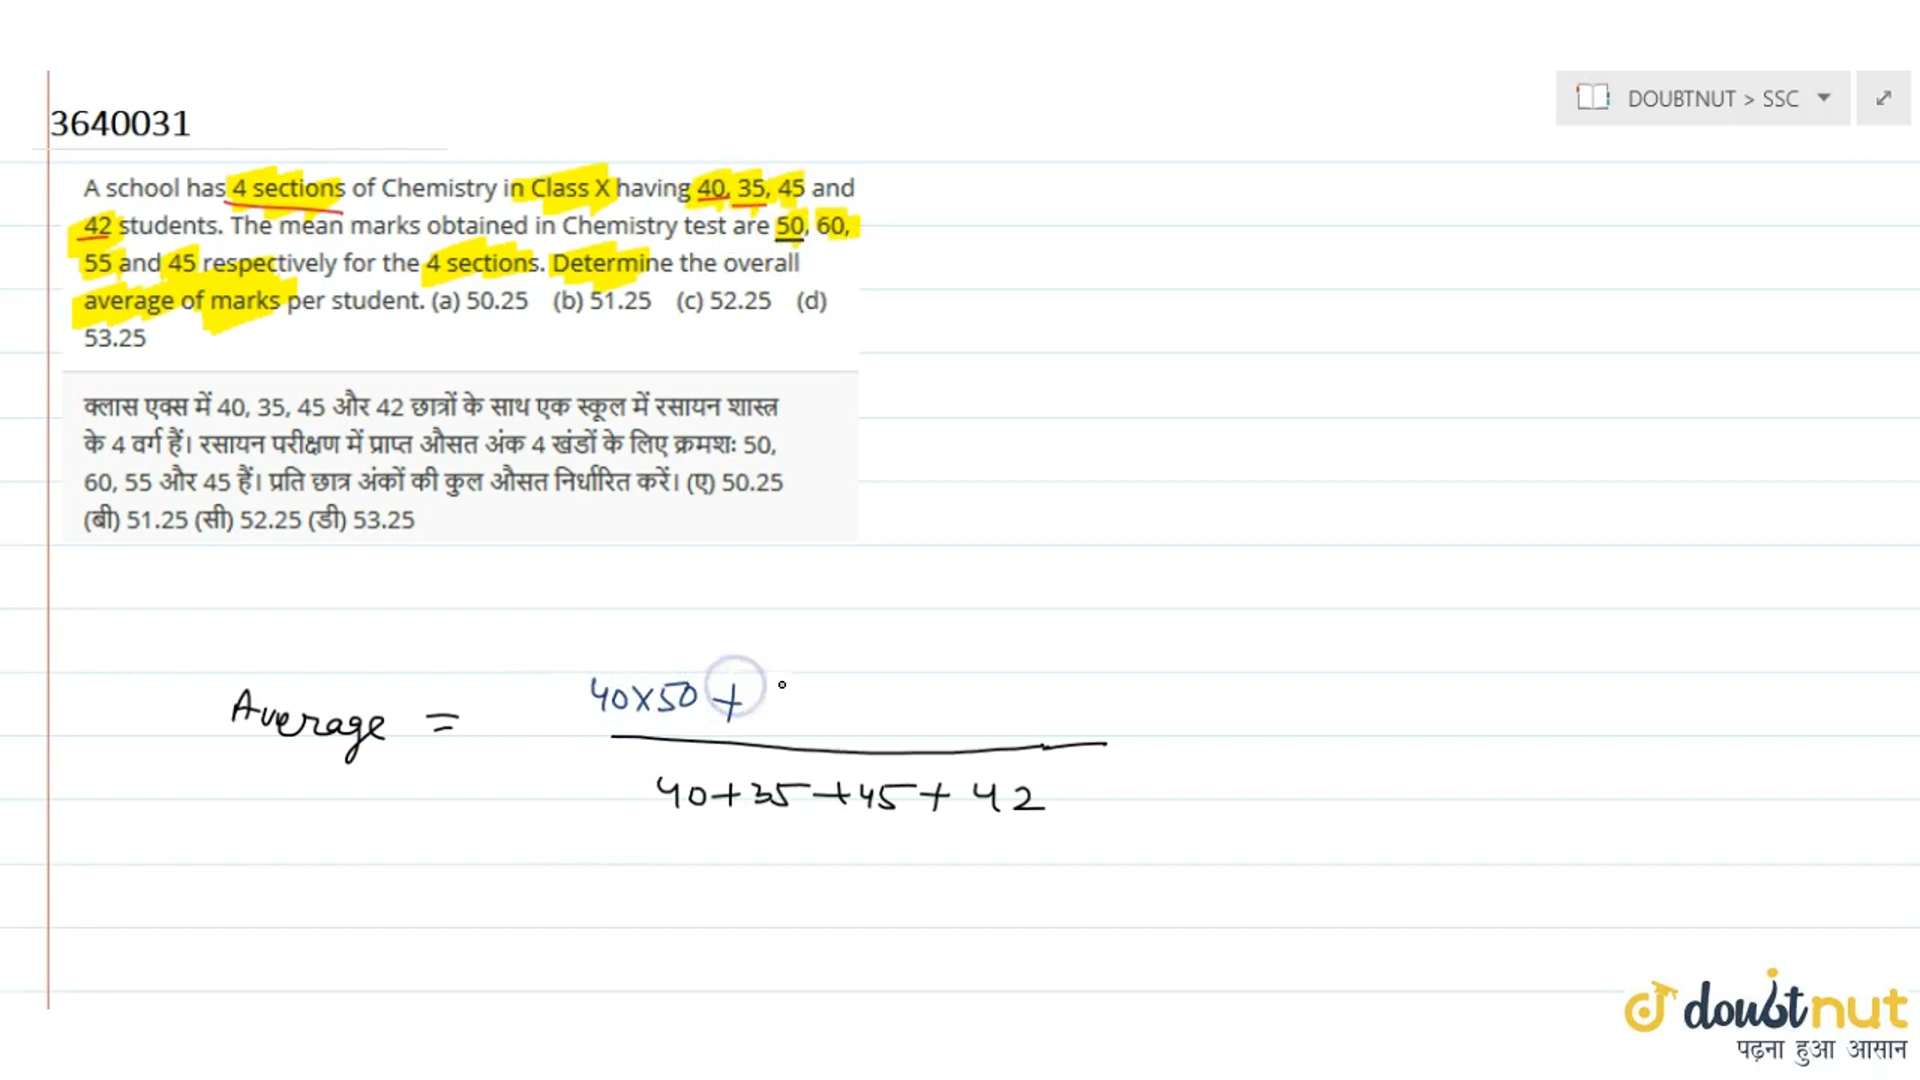 DOUBTNUT > SSC
3640031
A school has 4 sections of Chemistry in Class X having 40, 35, 45 and
42 students. The mean marks obtained in Chemistry test are 50, 60,
55 and 45 respectively for the 4 sections. Determine the overall
average of marks per student. (a) 50.25 (b) 51.25 (c) 52.25 (d)
53.25
क्लास एक्स में 40, 35, 45 और 42 छात्रों के साथ एक स्कूल में रसायन शास्त्र
के 4 वर्ग हैं। रसायन परीक्षण में प्राप्त औसत अंक 4 खंडों के लिए क्रमशः 50,
60, 55 और 45 हैं। प्रति छात्र अंकों की कुल औसत निर्धारित करें। (ए) 50.25
(बी) 51.25 (सी) 52.25 (डी) 53.25
40x50 +
Average =
40+35+45+ 42
doubtnut
पढ़ना हुआ आसान